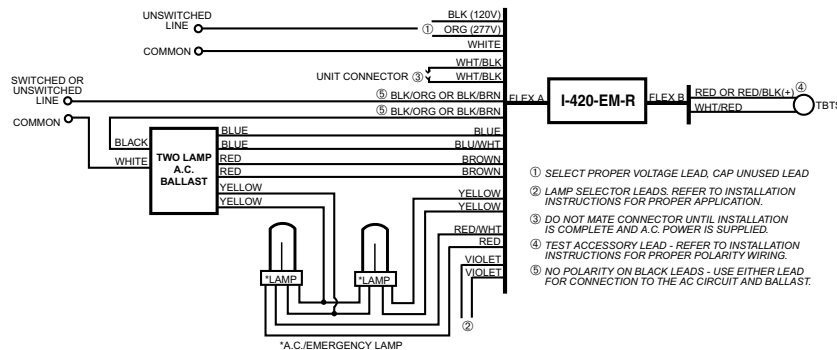 UNSWITCHED
LINE
BLK (120V)
① ORG (277V)
COMMON
WHITE
WHT/BLK
UNIT CONNECTOR ③
WHT/BLK
SWITCHED OR
UNSWITCHED
LINE
⑤ BLK/ORG OR BLK/BRN
⑤ BLK/ORG OR BLK/BRN
COMMON
FLEX A
I-420-EM-R
FLEX B
RED OR RED/BLK(+)
④
WHT/RED
TBTS
BLACK
WHITE
TWO LAMP
A.C.
BALLAST
BLUE
BLUE
BLUE
BLU/WHT
RED
BROWN
RED
BROWN
YELLOW
YELLOW
YELLOW
YELLOW
RED/WHT
RED
VIOLET
VIOLET
*LAMP
*LAMP
②
*A.C./EMERGENCY LAMP
① SELECT PROPER VOLTAGE LEAD, CAP UNUSED LEAD
② LAMP SELECTOR LEADS. REFER TO INSTALLATION
INSTRUCTIONS FOR PROPER APPLICATION.
③ DO NOT MATE CONNECTOR UNTIL INSTALLATION
IS COMPLETE AND A.C. POWER IS SUPPLIED.
④ TEST ACCESSORY LEAD - REFER TO INSTALLATION
INSTRUCTIONS FOR PROPER POLARITY WIRING.
⑤ NO POLARITY ON BLACK LEADS - USE EITHER LEAD
FOR CONNECTION TO THE AC CIRCUIT AND BALLAST.